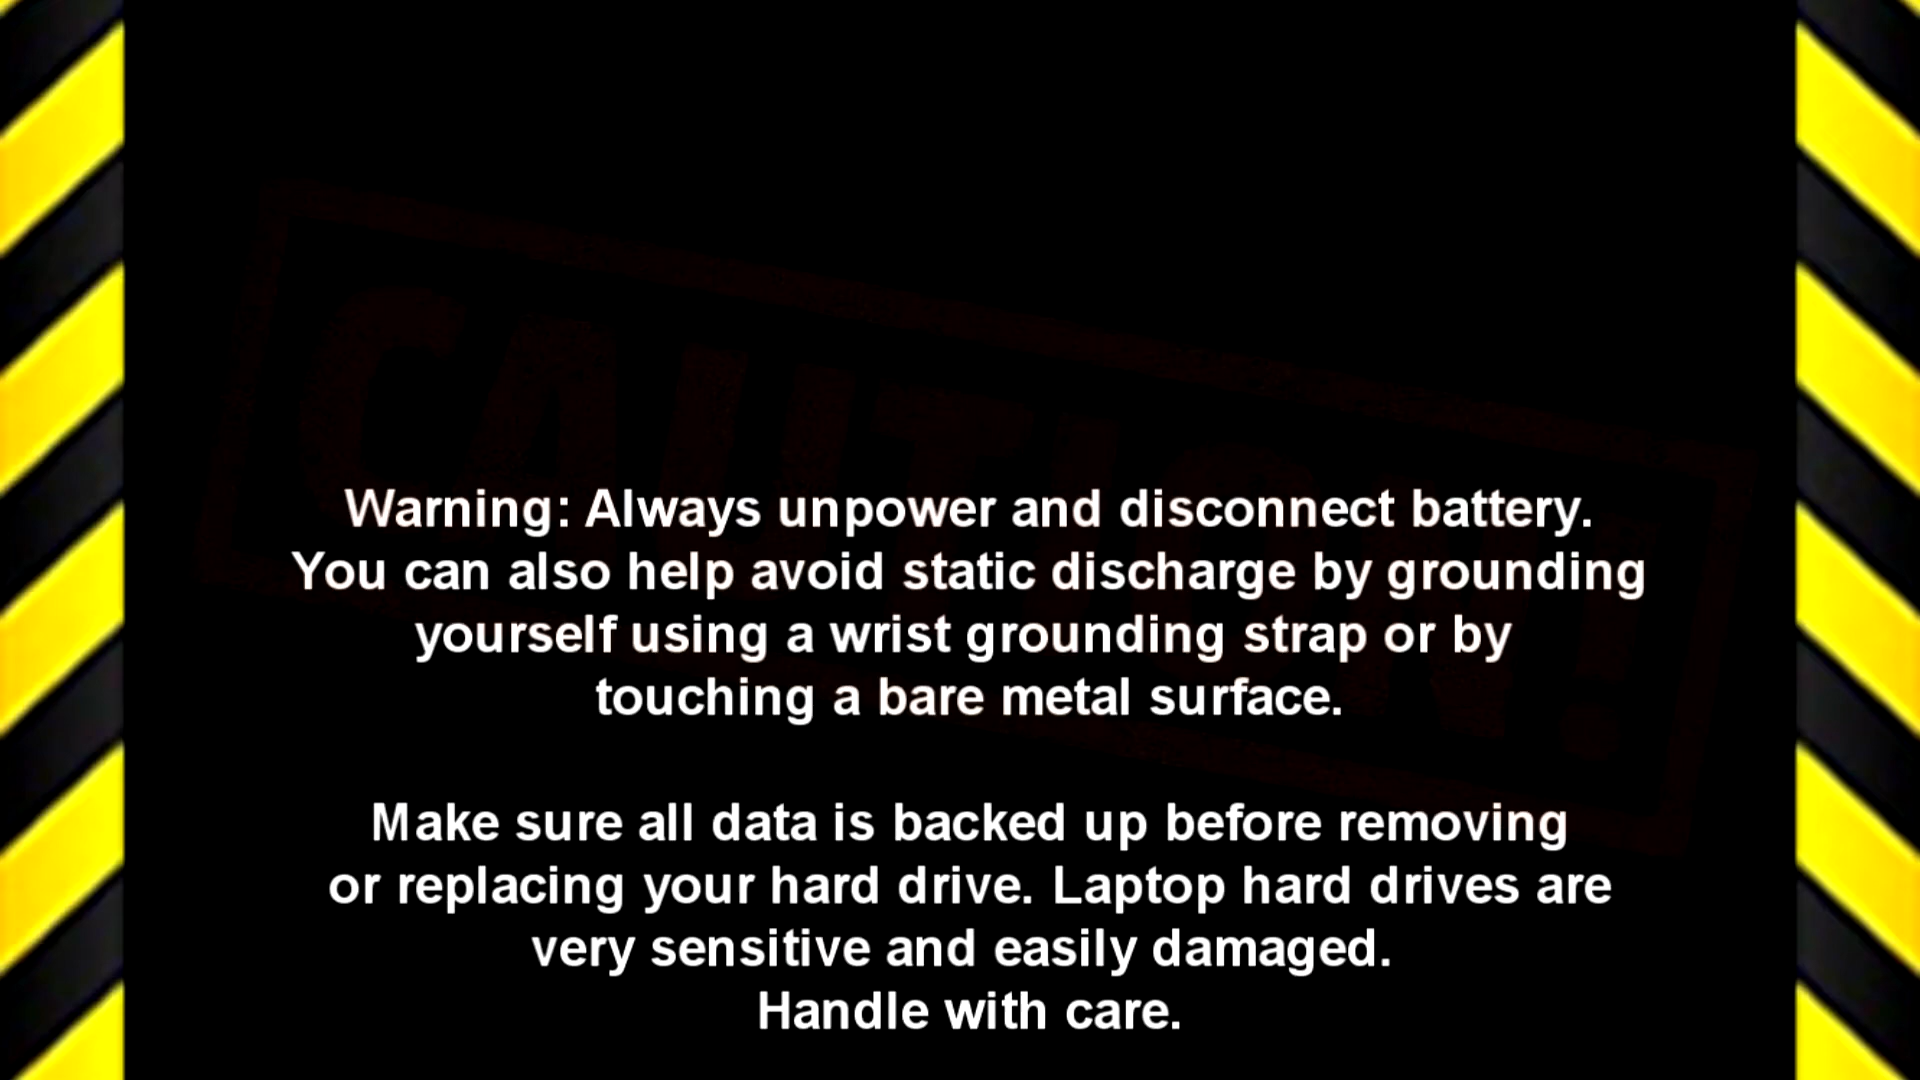 CAUTION!
Warning: Always unpower and disconnect battery.
You can also help avoid static discharge by grounding
yourself using a wrist grounding strap or by
touching a bare metal surface.
Make sure all data is backed up before removing
or replacing your hard drive. Laptop hard drives are
very sensitive and easily damaged.
Handle with care.